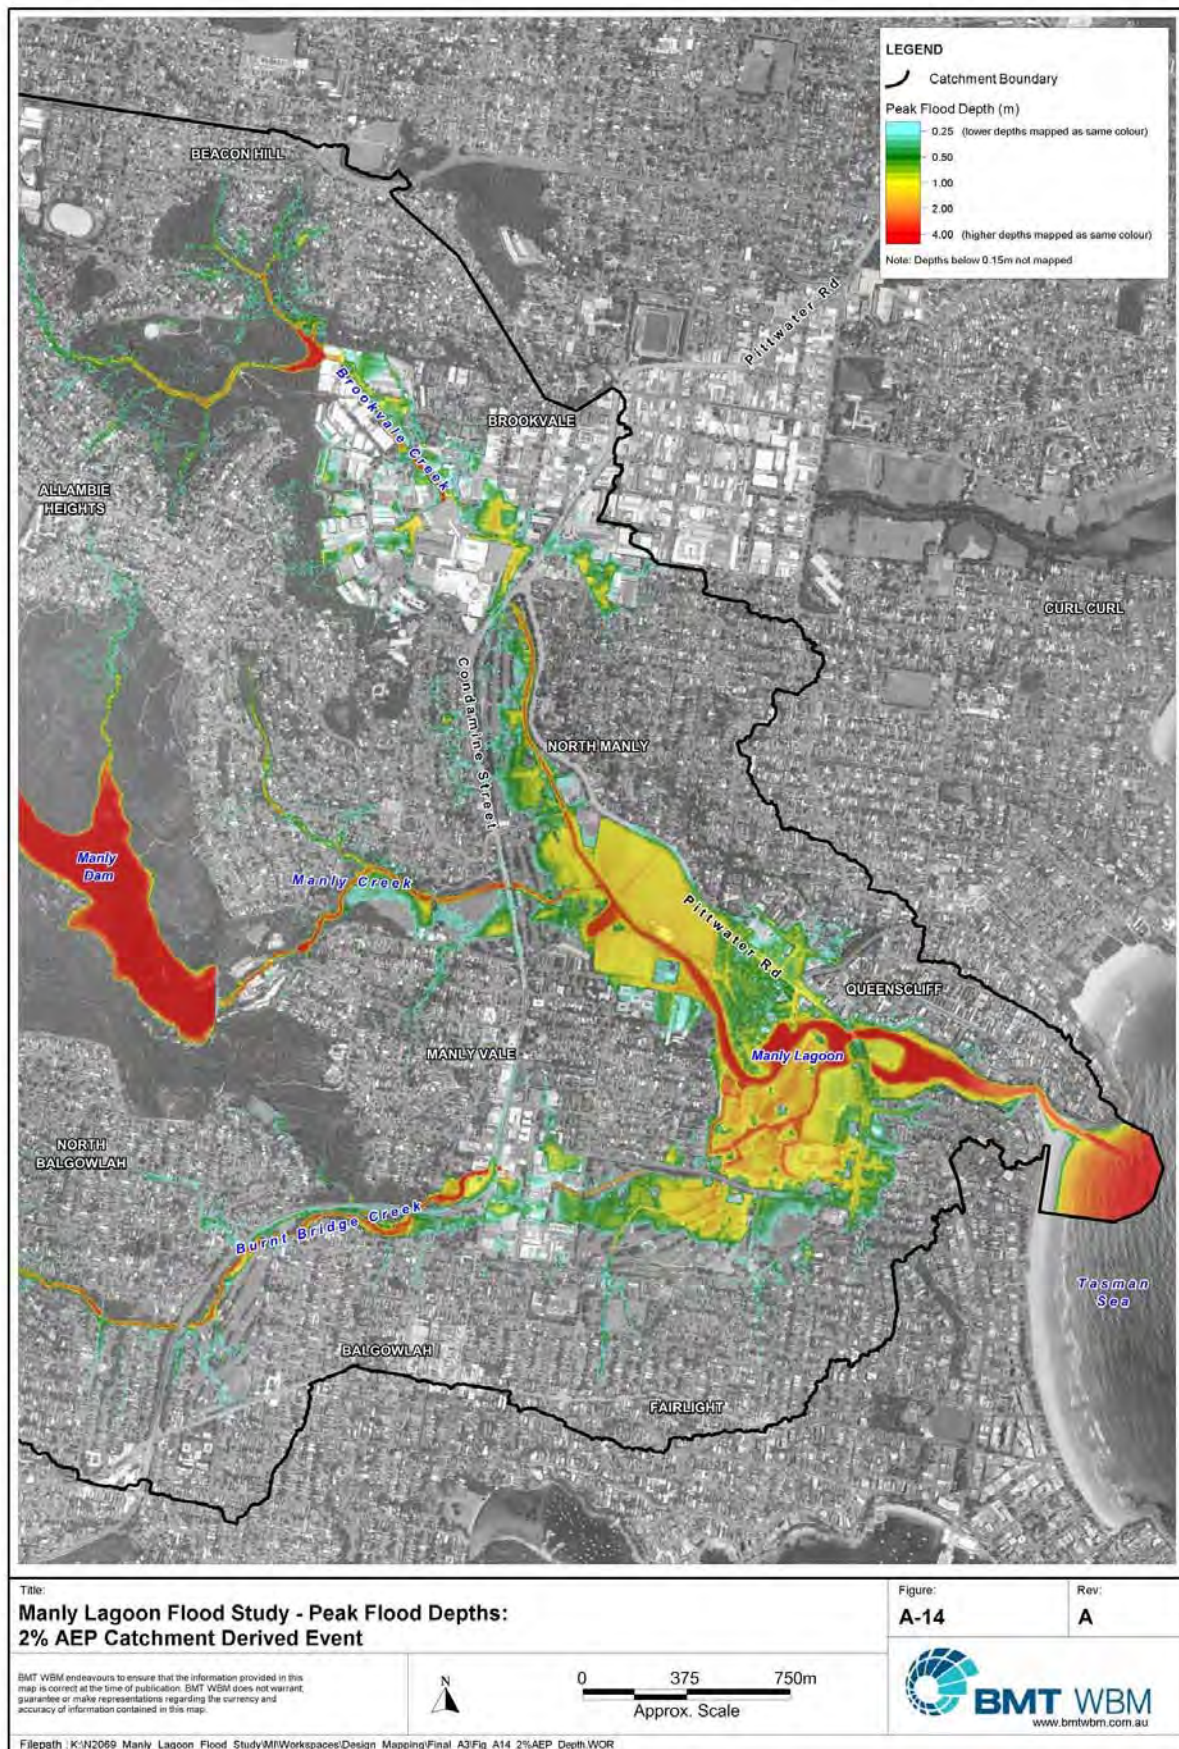 LEGEND
Catchment Boundary
Peak Flood Depth (m)
0.25 (lower depths mapped as same colour)
0.50
1.00
2.00
4.00 (higher depths mapped as same colour)
Note: Depths below 0.15m not mapped
BEACON HILL
Pittwater Rd
Brookvale Creek
BROOKVALE
ALLAMBIE
HEIGHTS
CURL CURL
Condamine Street
NORTH MANLY
Manly
Dam
Manly Creek
Pittwater Rd
QUEENSCLIFF
MANLY VALE
Manly Lagoon
NORTH
BALGOWLAH
Burnt Bridge Creek
Tasman
Sea
BALGOWLAH
FAIRLIGHT
Title:
Manly Lagoon Flood Study - Peak Flood Depths:
2% AEP Catchment Derived Event
Figure:
A-14
Rev:
A
BMT WBM endeavours to ensure that the information provided in this
map is correct at the time of publication. BMT WBM does not warrant,
guarantee or make representations regarding the currency and
accuracy of information contained in this map.
N
0 375 750m
Approx. Scale
BMT WBM
www.bmtwbm.com.au
Filepath : K:\N2069_Manly_Lagoon_Flood_Study\MI\Workspaces\Design_Mapping\Final_A3\Fig_A14_2%AEP_Depth.WOR